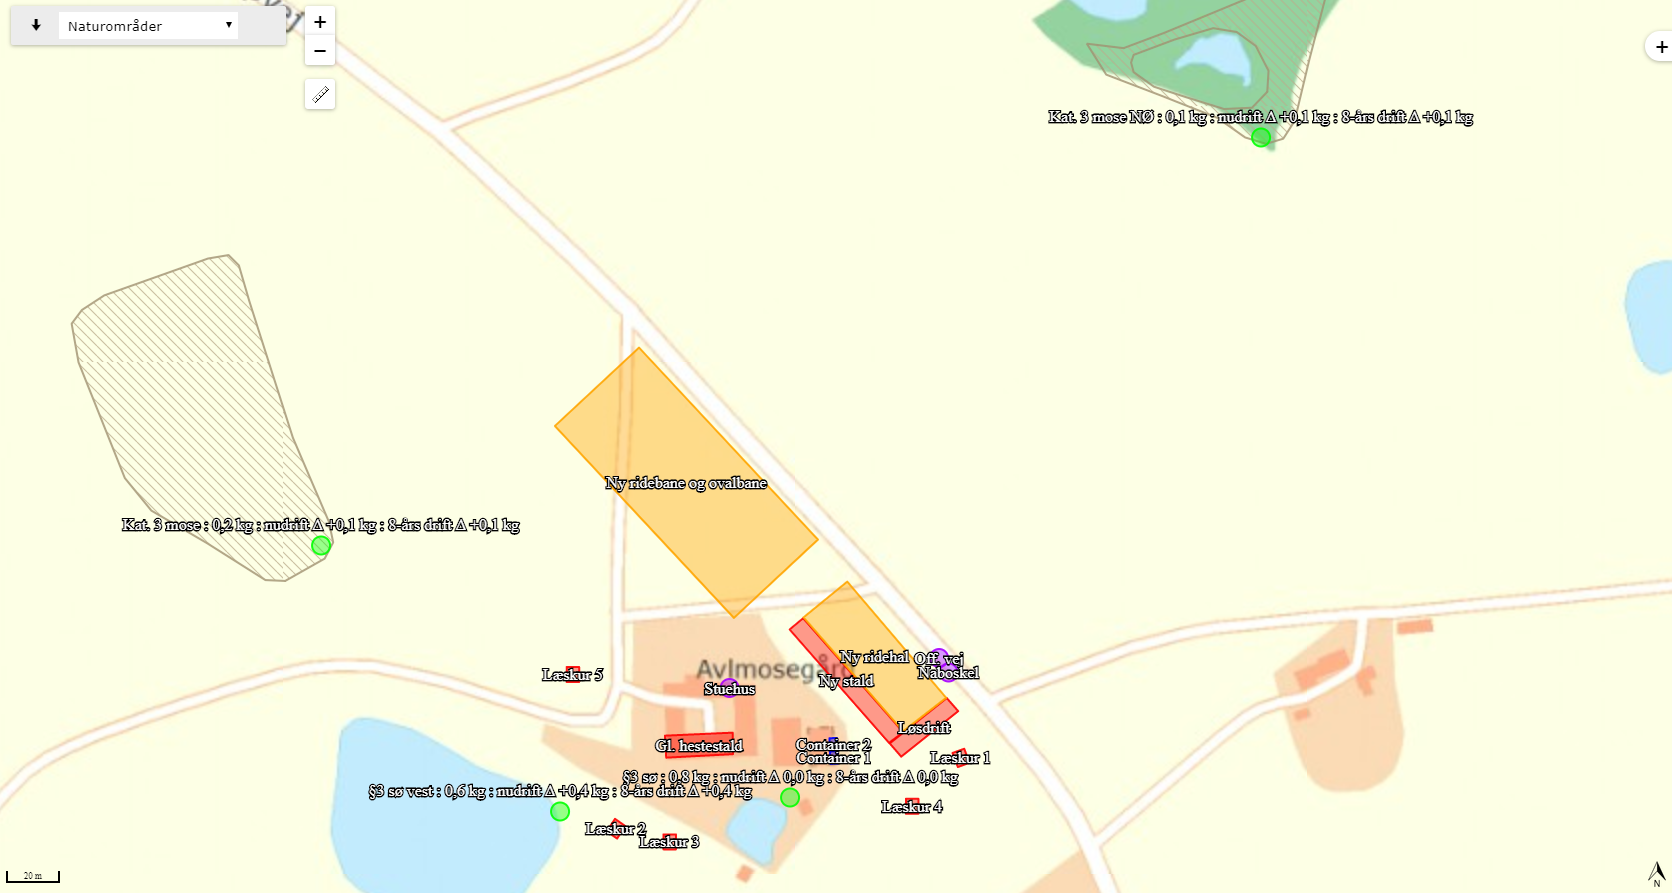 Naturområder
+
−
+
Kat. 3 mose NØ : 0,1 kg : nudrift Δ +0,1 kg : 8-års drift Δ +0,1 kg
Ny ridebane og ovalbane
Kat. 3 mose : 0,2 kg : nudrift Δ +0,1 kg : 8-års drift Δ +0,1 kg
Avlmosegår
Ny ridehal
Off. vej
Naboskel
Læskur 5
Ny stald
Stuehus
Løsdrift
Gl. hestestald
Container 2
Container 1
Læskur 1
§3 sø : 0,8 kg : nudrift Δ 0,0 kg : 8-års drift Δ 0,0 kg
§3 sø vest : 0,6 kg : nudrift Δ +0,4 kg : 8-års drift Δ +0,4 kg
Læskur 4
Læskur 2
Læskur 3
20 m
N